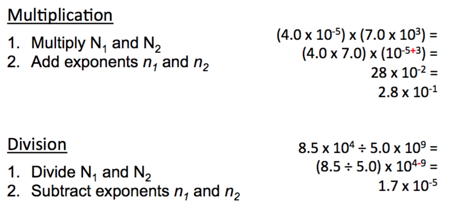 Multiplication
1. Multiply N₁ and N₂
2. Add exponents n₁ and n₂
(4.0 x 10⁻⁵) x (7.0 x 10³) =
(4.0 x 7.0) x (10⁻⁵⁺³) =
28 x 10⁻² =
2.8 x 10⁻¹
Division
1. Divide N₁ and N₂
2. Subtract exponents n₁ and n₂
8.5 x 10⁴ ÷ 5.0 x 10⁹ =
(8.5 ÷ 5.0) x 10⁴⁻⁹ =
1.7 x 10⁻⁵